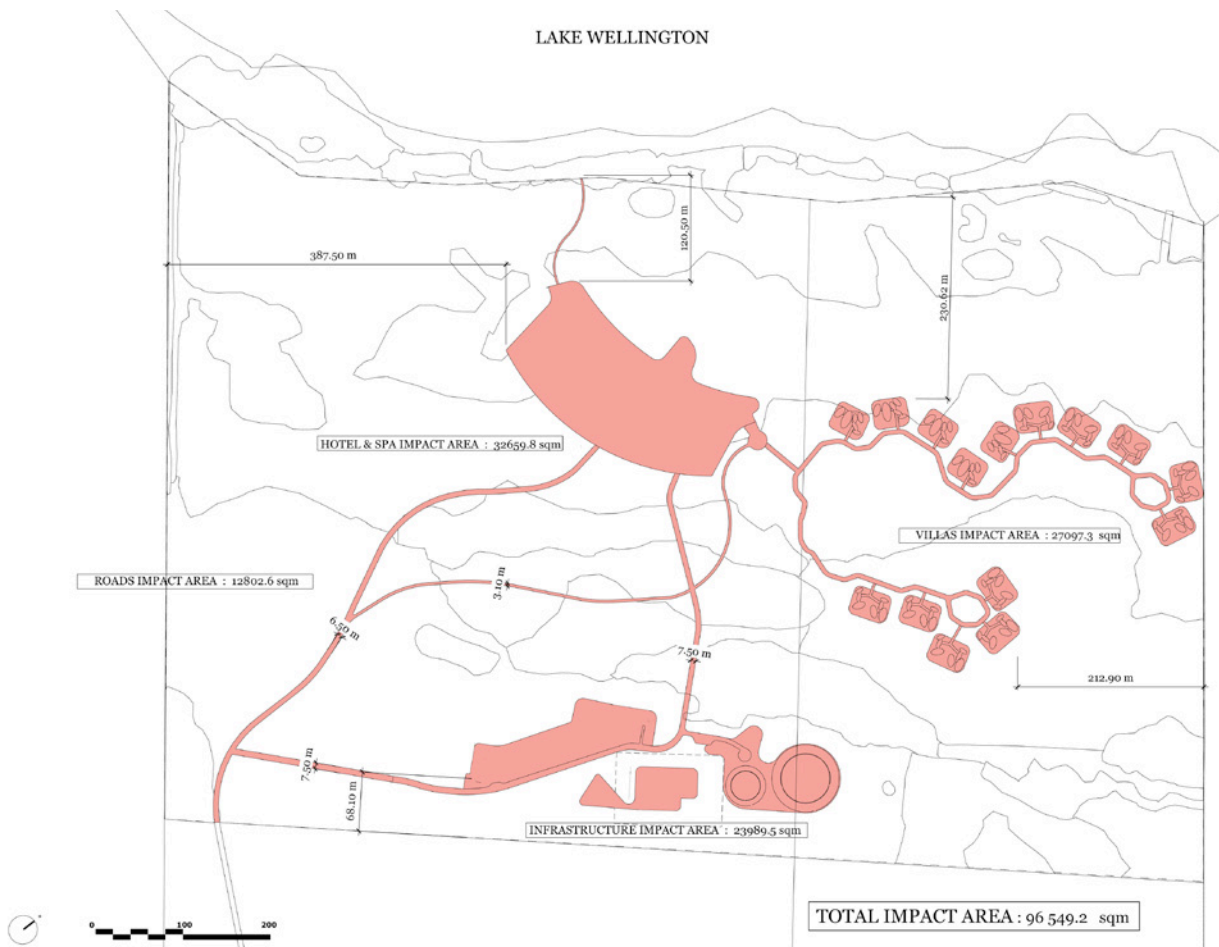 LAKE WELLINGTON
120.50 m
387.50 m
230.62 m
HOTEL & SPA IMPACT AREA : 32659.8 sqm
VILLAS IMPACT AREA : 27097.3 sqm
ROADS IMPACT AREA : 12802.6 sqm
3.10 m
6.50 m
7.50 m
212.90 m
7.50 m
68.10 m
INFRASTRUCTURE IMPACT AREA : 23989.5 sqm
TOTAL IMPACT AREA : 96 549.2 sqm
0 100 200